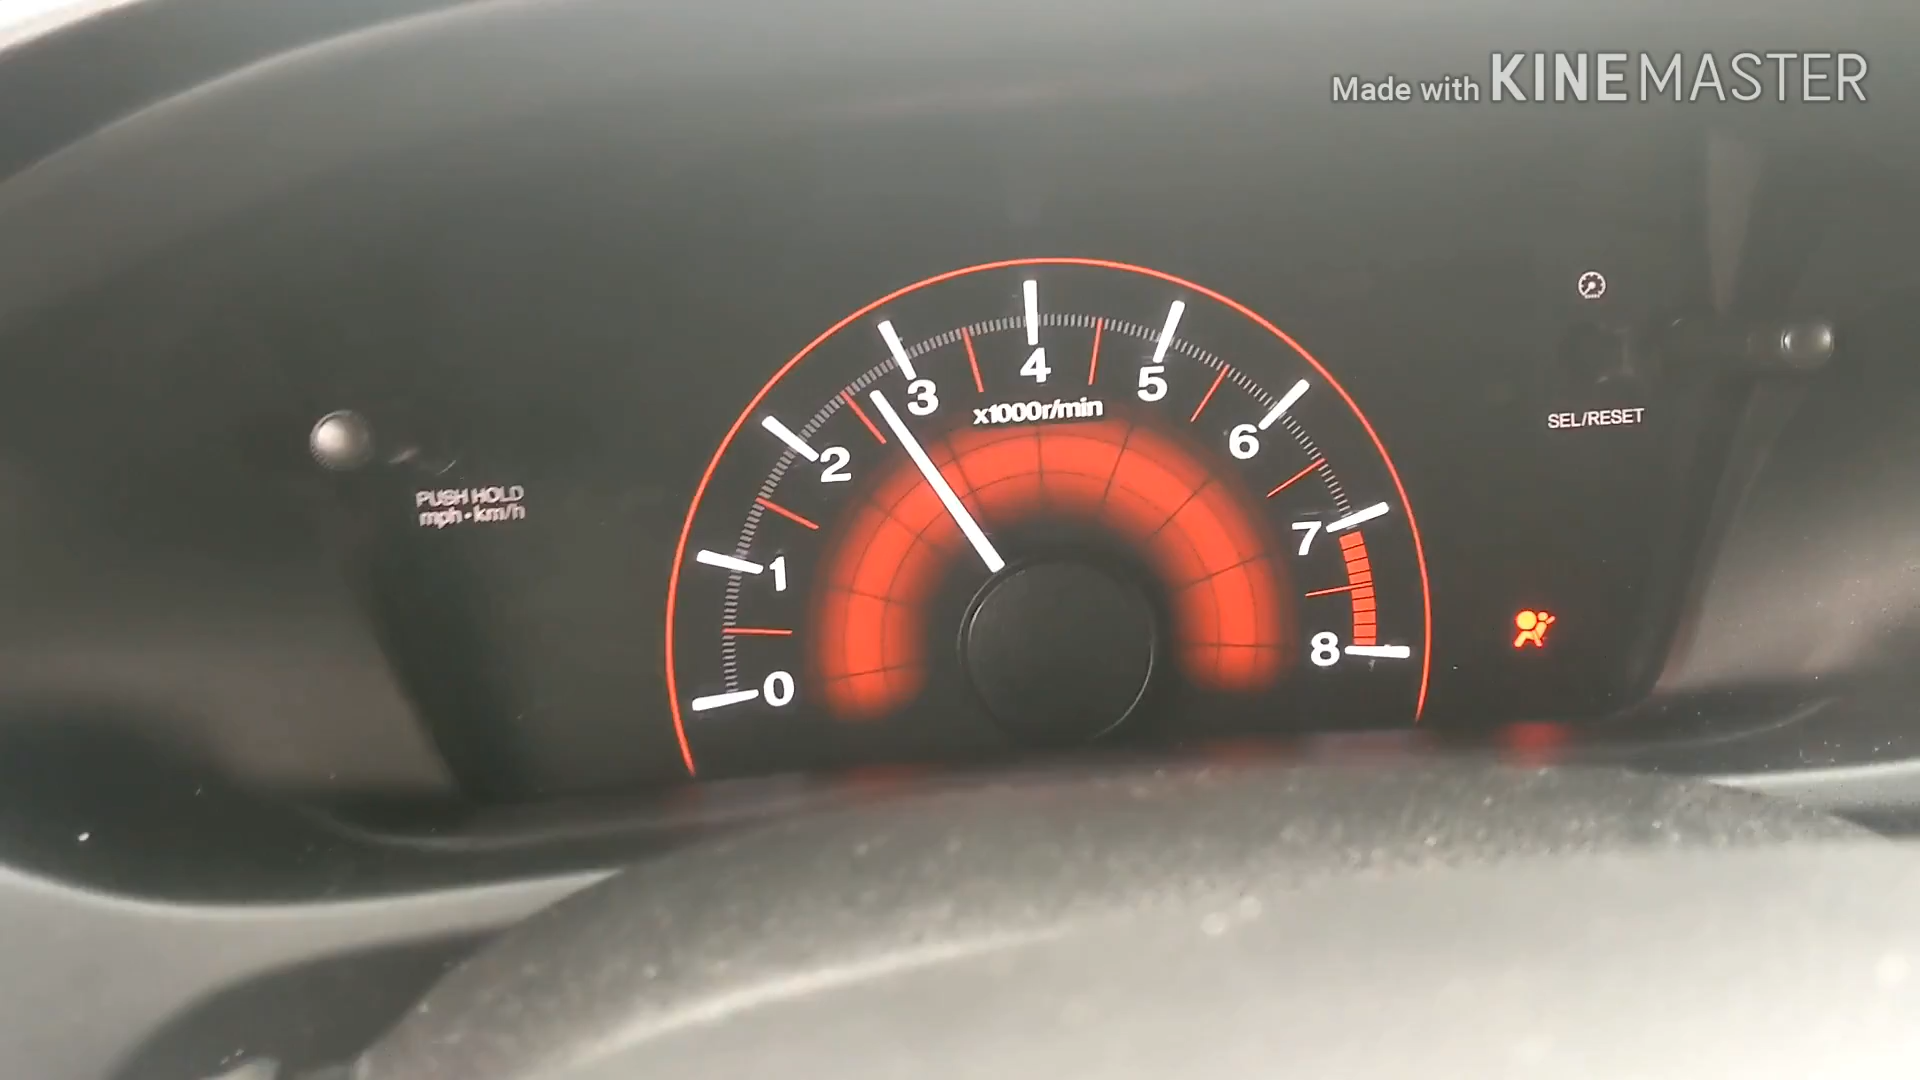 Made with KINEMASTER
4
3
5
x1000r/min
SEL/RESET
6
2
PUSH HOLD
mph•km/h
7
1
8
0